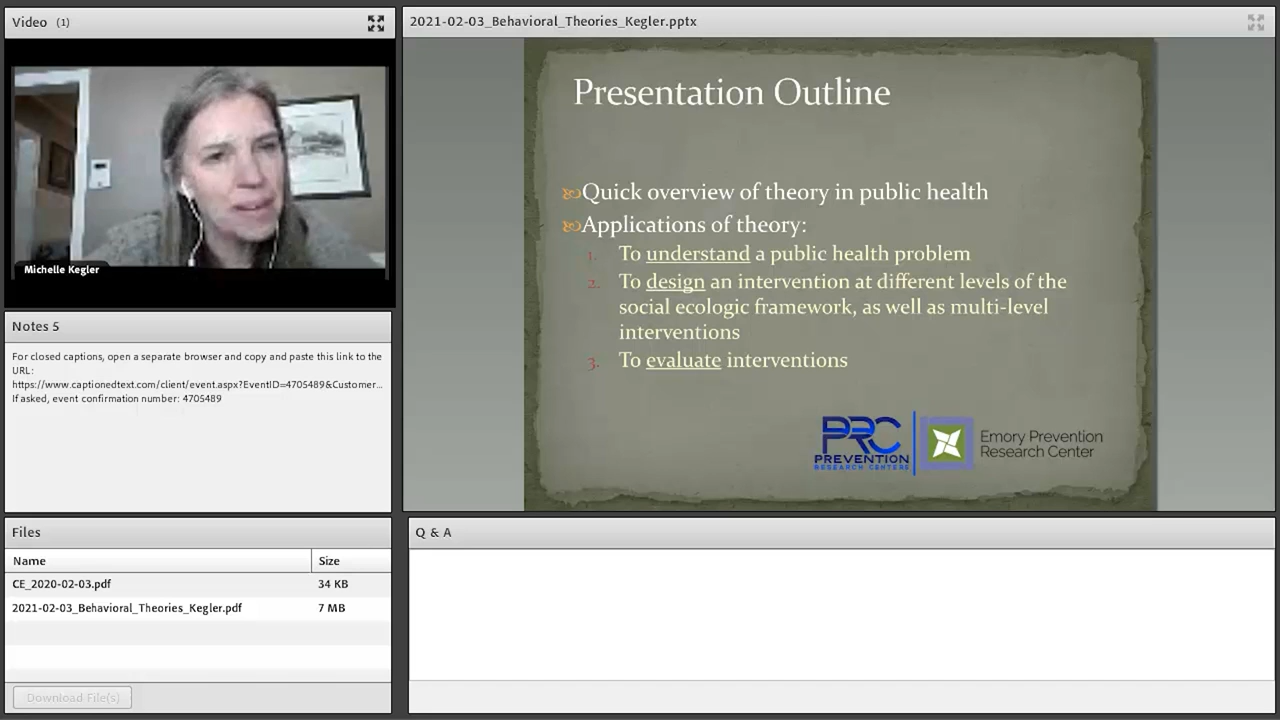 Video (1)
Michelle Kegler
Notes 5
For closed captions, open a separate browser and copy and paste this link to the
URL:
https://www.captionedtext.com/client/event.aspx?EventID=4705489&Customer...
If asked, event confirmation number: 4705489
Files
Name Size
CE_2020-02-03.pdf 34 KB
2021-02-03_Behavioral_Theories_Kegler.pdf 7 MB
Download File(s)
2021-02-03_Behavioral_Theories_Kegler.pptx
Presentation Outline
Quick overview of theory in public health
Applications of theory:
1. To understand a public health problem
2. To design an intervention at different levels of the
social ecologic framework, as well as multi-level
interventions
3. To evaluate interventions
PRC
PREVENTION
RESEARCH CENTERS
Emory Prevention
Research Center
Q & A